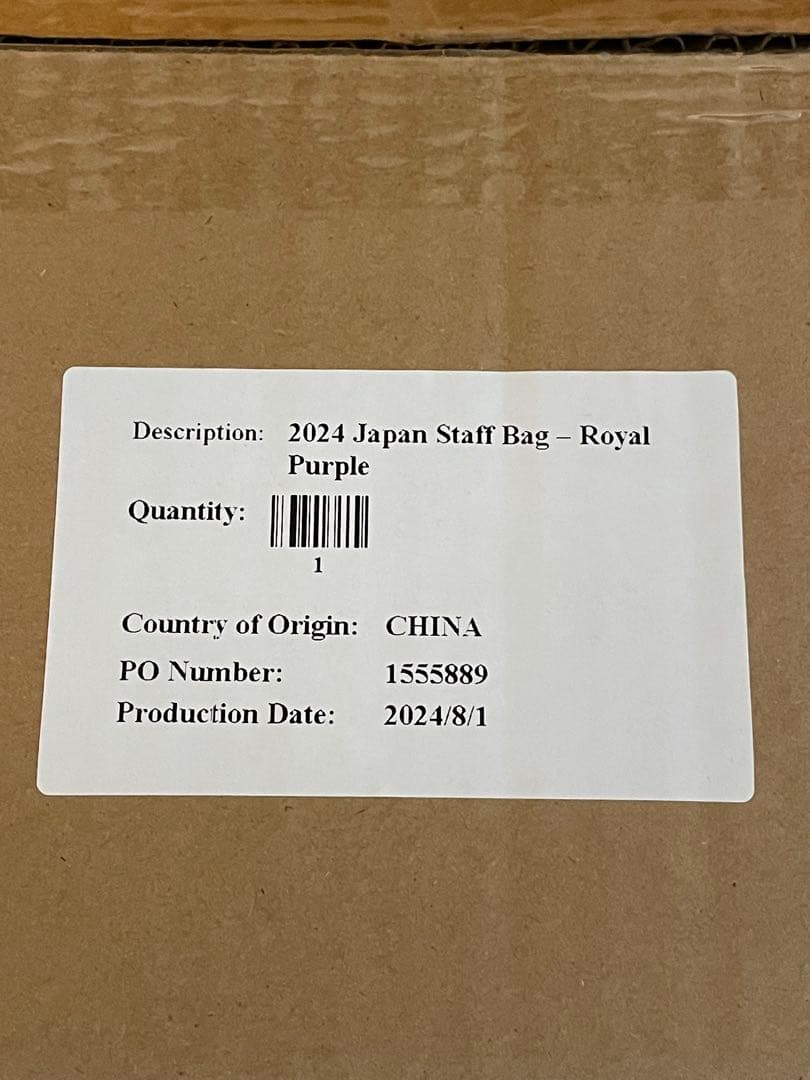 Description: 2024 Japan Staff Bag – Royal
Purple
Quantity:
1
Country of Origin: CHINA
PO Number: 1555889
Production Date: 2024/8/1